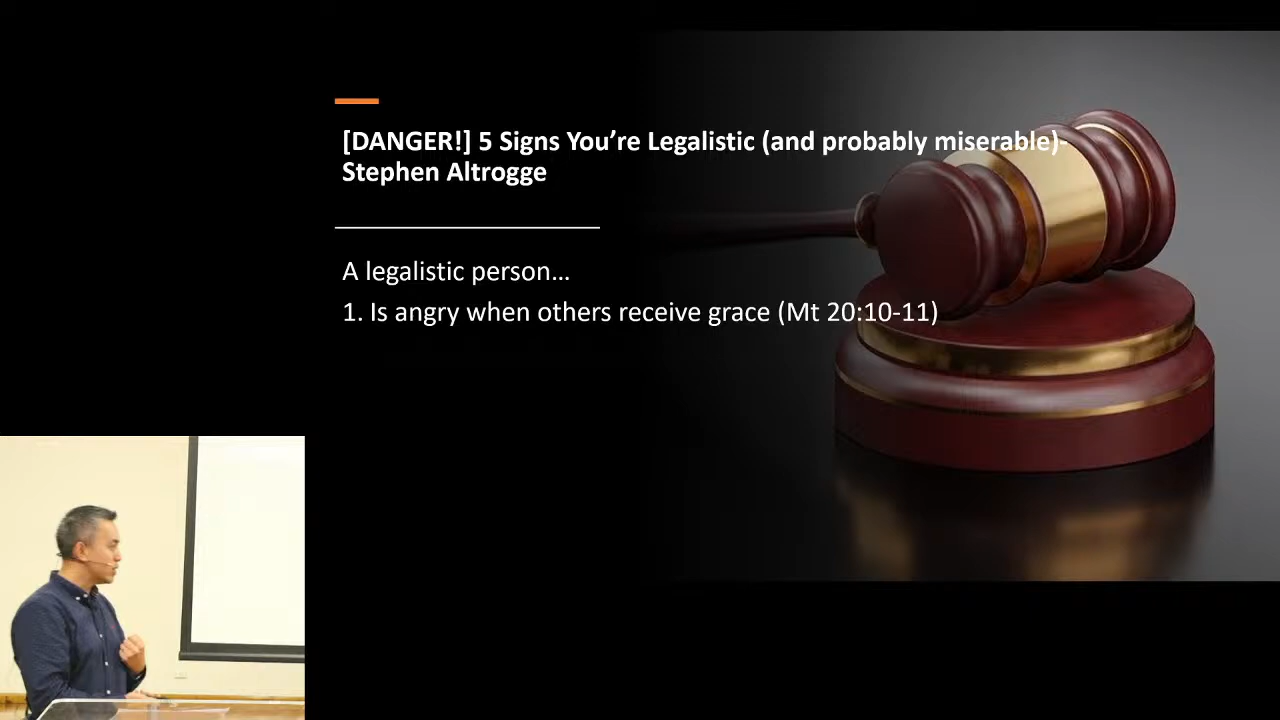 [DANGER!] 5 Signs You’re Legalistic (and probably miserable)-
Stephen Altrogge
A legalistic person…
1. Is angry when others receive grace (Mt 20:10-11)